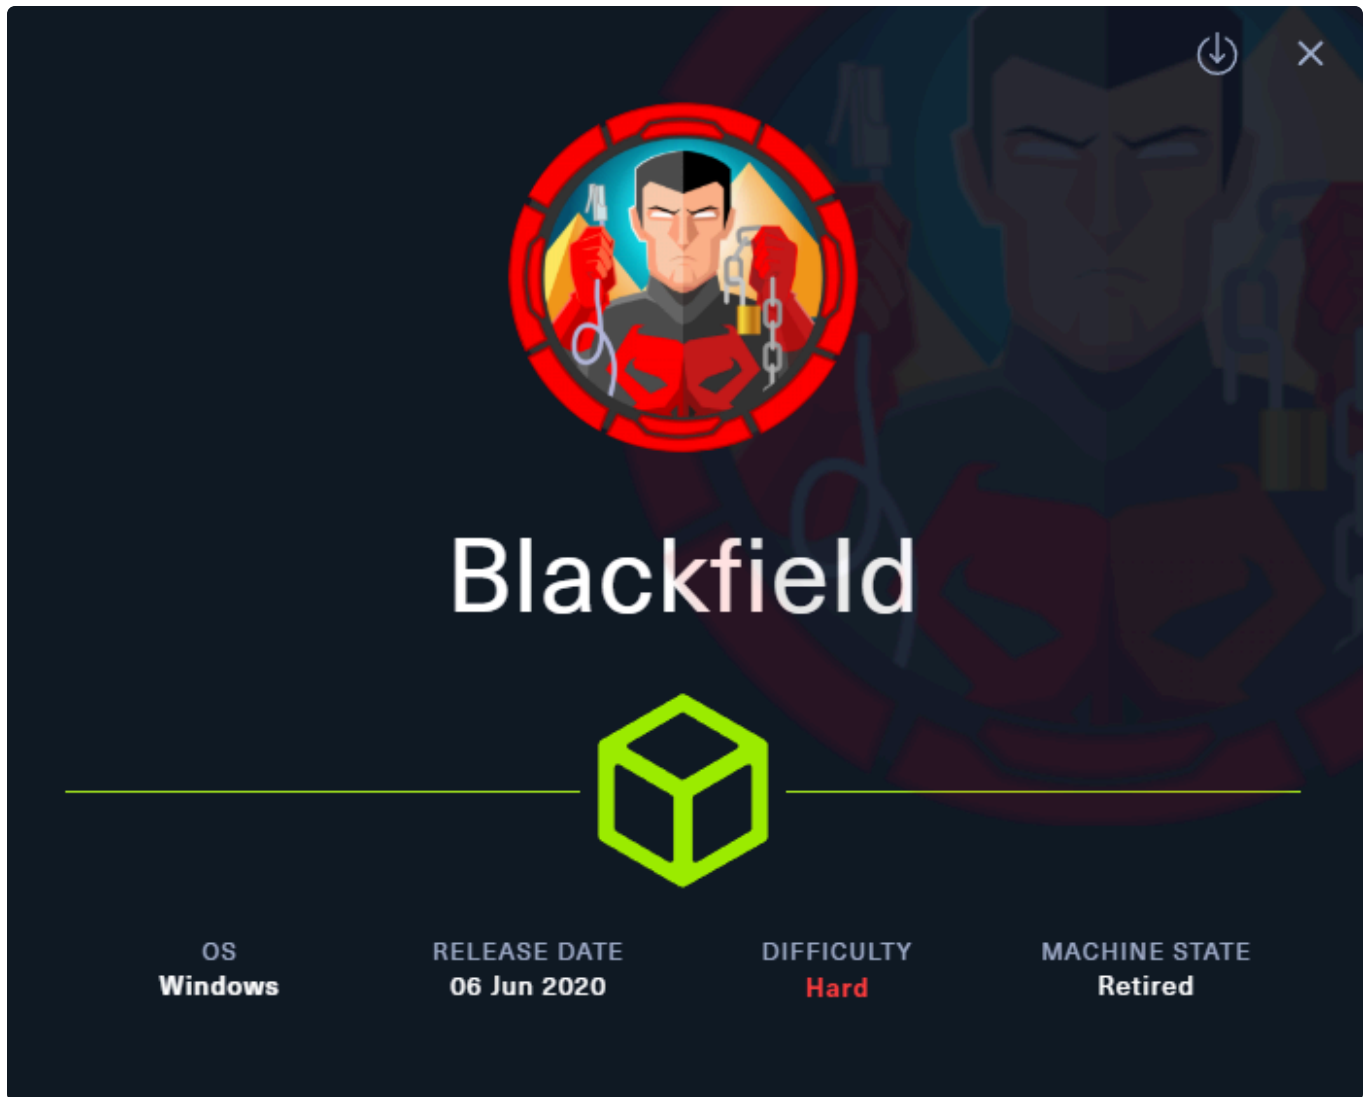 Blackfield
OS
Windows
RELEASE DATE
06 Jun 2020
DIFFICULTY
Hard
MACHINE STATE
Retired